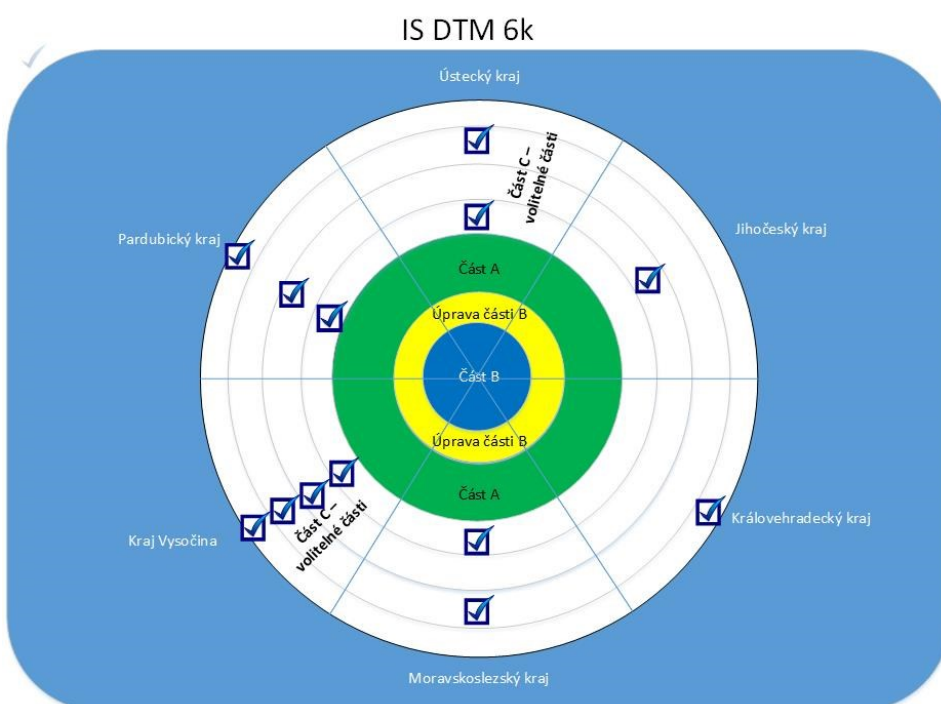 IS DTM 6k
Ústecký kraj
Část C –
volitelné části
Pardubický kraj
Jihočeský kraj
Část A
Úprava části B
Část B
Úprava části B
Část A
Část C –
volitelné části
Kraj Vysočina
Královehradecký kraj
Moravskoslezský kraj